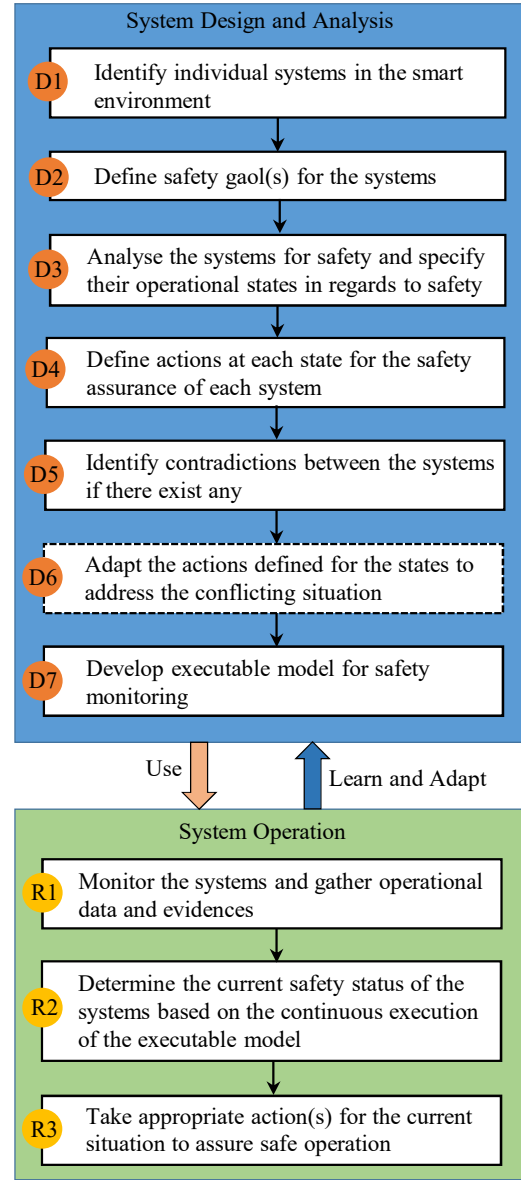 System Design and Analysis
D1
Identify individual systems in the smart
environment
D2
Define safety gaol(s) for the systems
D3
Analyse the systems for safety and specify
their operational states in regards to safety
D4
Define actions at each state for the safety
assurance of each system
D5
Identify contradictions between the systems
if there exist any
D6
Adapt the actions defined for the states to
address the conflicting situation
D7
Develop executable model for safety
monitoring
Use
Learn and Adapt
System Operation
R1
Monitor the systems and gather operational
data and evidences
R2
Determine the current safety status of the
systems based on the continuous execution
of the executable model
R3
Take appropriate action(s) for the current
situation to assure safe operation